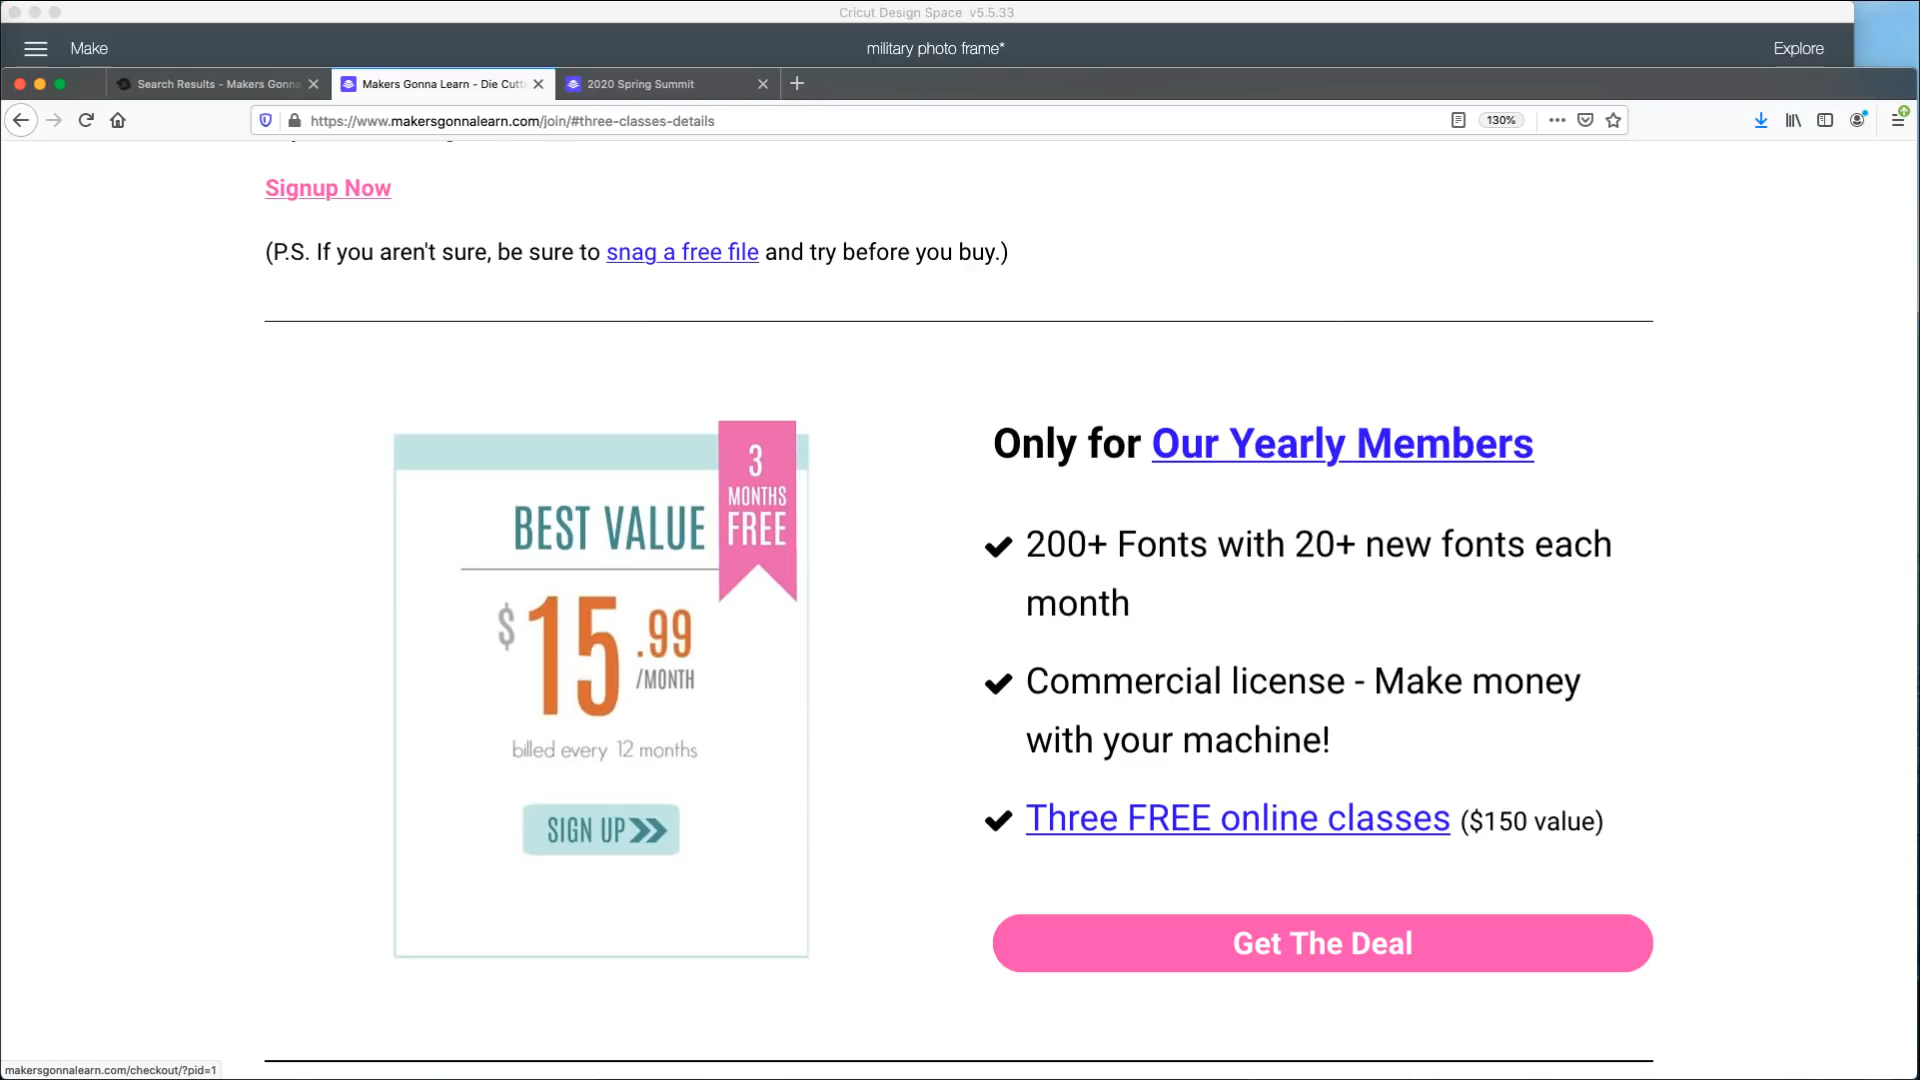 Cricut Design Space v5.5.33
Make
military photo frame*
Explore
Search Results - Makers Gonna
Makers Gonna Learn - Die Cutt
2020 Spring Summit
https://www.makersgonnalearn.com/join/#three-classes-details
130%
Signup Now
(P.S. If you aren't sure, be sure to snag a free file and try before you buy.)
3
MONTHS
FREE
BEST VALUE
$15.99
/MONTH
billed every 12 months
SIGN UP
Only for Our Yearly Members
200+ Fonts with 20+ new fonts each
month
Commercial license - Make money
with your machine!
Three FREE online classes ($150 value)
Get The Deal
makersgonnalearn.com/checkout/?pid=1